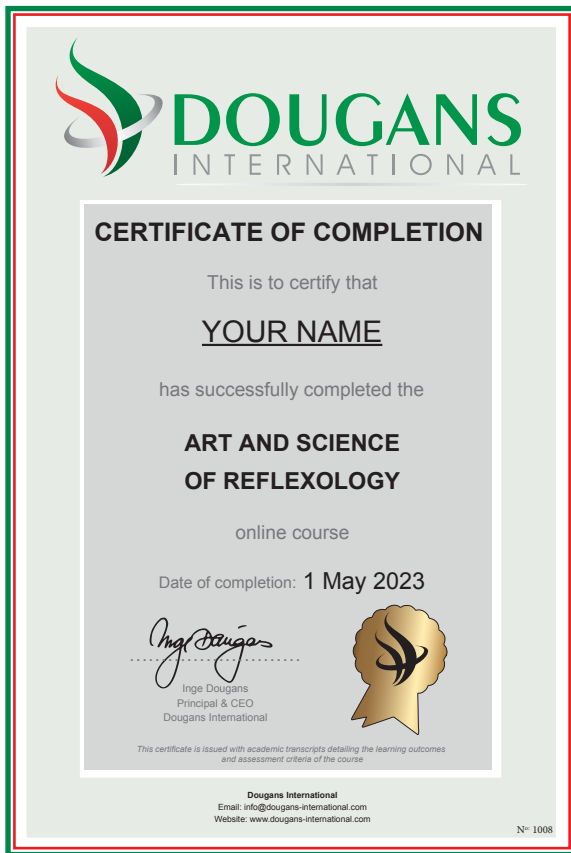 DOUGANS
INTERNATIONAL
CERTIFICATE OF COMPLETION
This is to certify that
YOUR NAME
has successfully completed the
ART AND SCIENCE
OF REFLEXOLOGY
online course
Date of completion: 1 May 2023
Inge Dougans
Inge Dougans
Principal & CEO
Dougans International
This certificate is issued with academic transcripts detailing the learning outcomes
and assessment criteria of the course
Dougans International
Email: info@dougans-international.com
Website: www.dougans-international.com
No: 1008